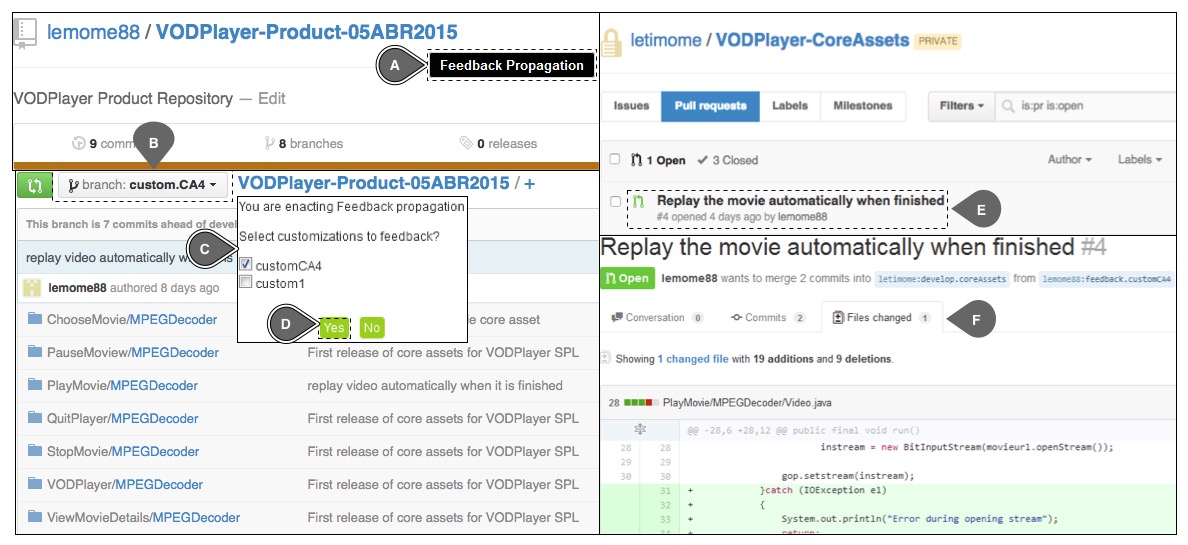 lemome88 / VODPlayer-Product-05ABR2015
A
Feedback Propagation
VODPlayer Product Repository — Edit
B
9 comm
8 branches
0 releases
branch: custom.CA4
VODPlayer-Product-05ABR2015 / +
This branch is 7 commits ahead of devel
replay video automatically w
is
lemome88 authored 8 days ago
You are enacting Feedback propagation
C
Select customizations to feedback?
customCA4
custom1
D
Yes
No
ChooseMovie/MPEGDecoder
ce core asset
PauseMoview/MPEGDecoder
First release of core assets for VODPlayer SPL
PlayMovie/MPEGDecoder
replay video automatically when it is finished
QuitPlayer/MPEGDecoder
First release of core assets for VODPlayer SPL
StopMovie/MPEGDecoder
First release of core assets for VODPlayer SPL
VODPlayer/MPEGDecoder
First release of core assets for VODPlayer SPL
ViewMovieDetails/MPEGDecoder
First release of core assets for VODPlayer SPL
letimome / VODPlayer-CoreAssets PRIVATE
Issues
Pull requests
Labels
Milestones
Filters
is:pr is:open
1 Open
3 Closed
Author
Labels
Replay the movie automatically when finished
#4 opened 4 days ago by lemome88
E
Replay the movie automatically when finished #4
Open
lemome88 wants to merge 2 commits into letimome:develop.coreAssets from lemome88:feedback.customCA4
Conversation 0
Commits 2
Files changed 1
F
Showing 1 changed file with 19 additions and 9 deletions.
28 PlayMovie/MPEGDecoder/Video.java
@@ -28,6 +28,12 @@ public final void run()
28 28 instream = new BitInputStream(movieurl.openStream());
29 29
30 30 gop.setstream(instream);
31 + }catch (IOException e1)
32 + {
33 + System.out.println("Error during opening stream");
34 + return;